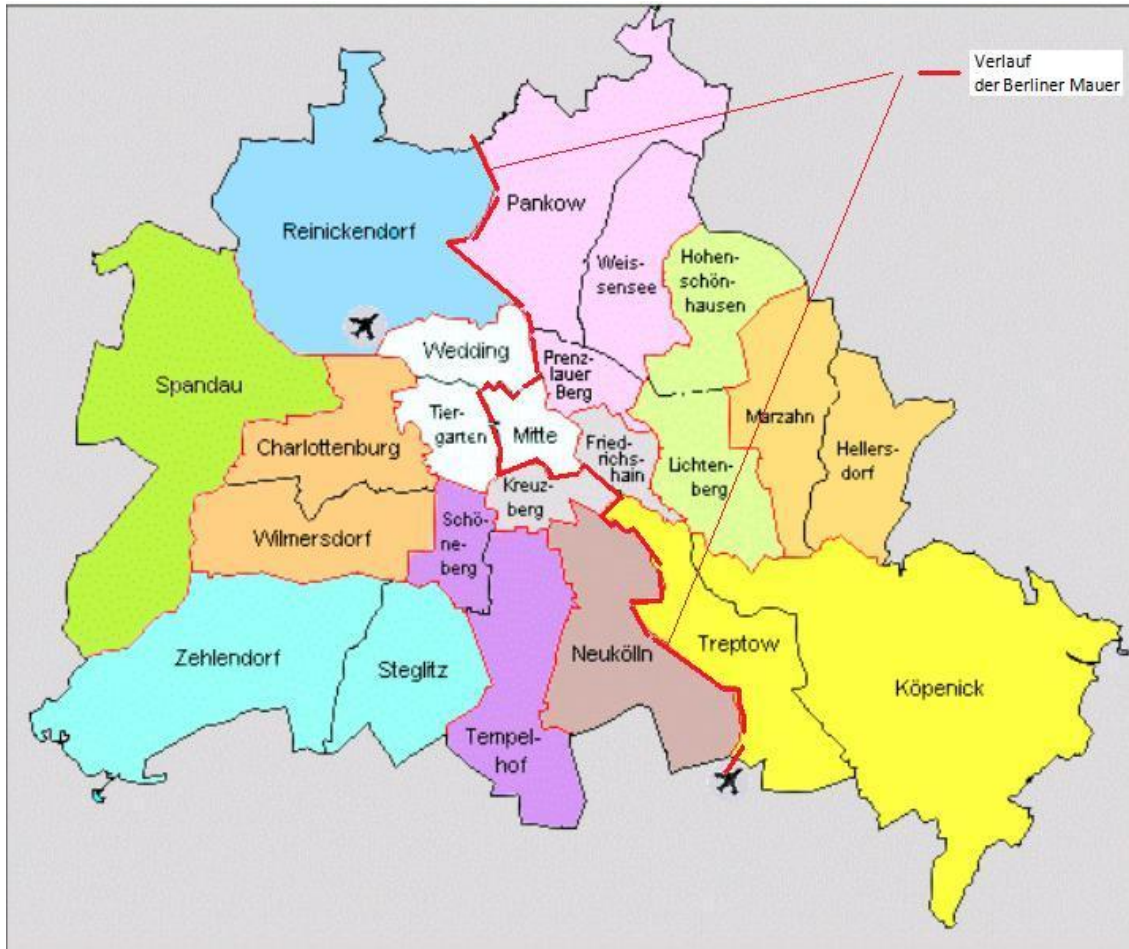 Verlauf
der Berliner Mauer
Pankow
Reinickendorf
Weis-
sensee
Hohen-
schön-
hausen
Wedding
Prenz-
lauer
Berg
Spandau
Tier-
garten
Mitte
Marzahn
Charlottenburg
Fried-
richs-
hain
Hellers-
dorf
Lichten-
berg
Kreuz-
berg
Wilmersdorf
Schö-
ne-
berg
Zehlendorf
Steglitz
Neukölln
Treptow
Köpenick
Tempel-
hof